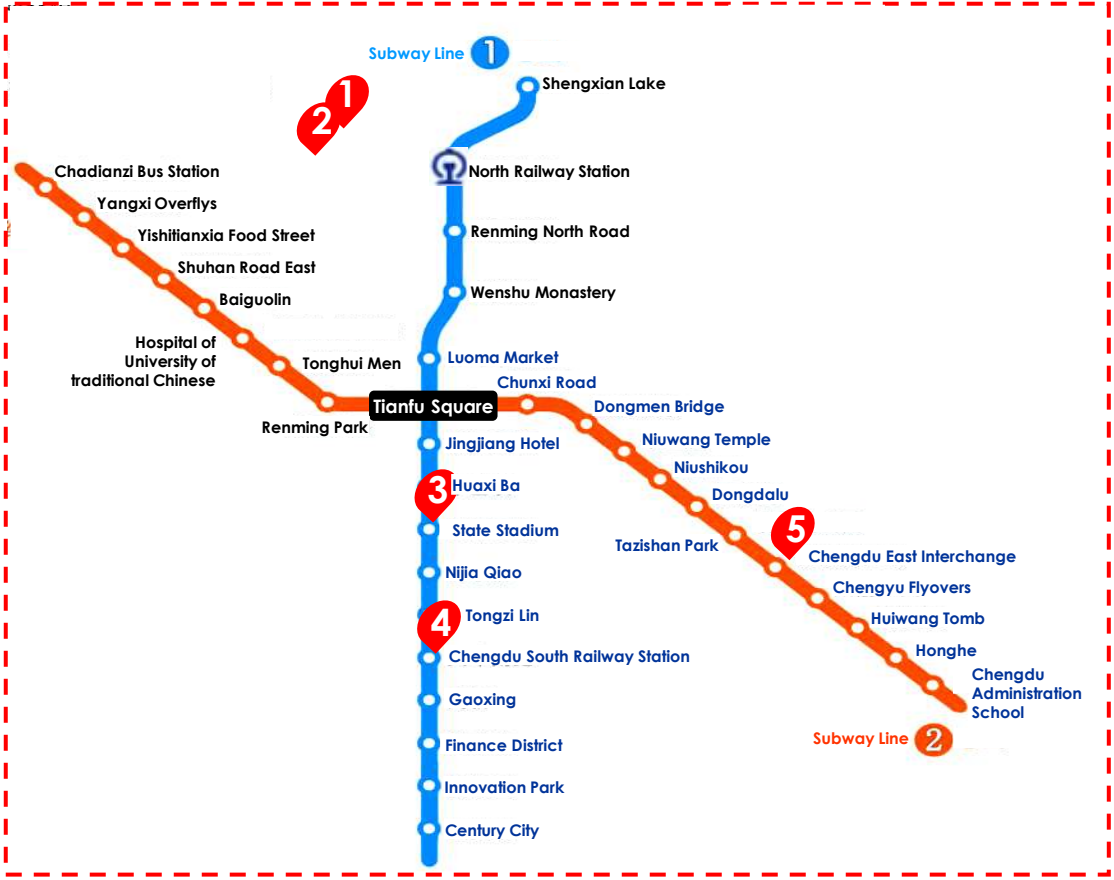 Subway Line 1
Shengxian Lake
1
2
North Railway Station
Chadianzi Bus Station
Yangxi Overflys
Renming North Road
Yishitianxia Food Street
Shuhan Road East
Wenshu Monastery
Baiguolin
Hospital of
University of
traditional Chinese
Tonghui Men
Luoma Market
Chunxi Road
Tianfu Square
Dongmen Bridge
Renming Park
Jingjiang Hotel
Niuwang Temple
Niushikou
3
Huaxi Ba
Dongdalu
State Stadium
5
Tazishan Park
Chengdu East Interchange
Nijia Qiao
Chengyu Flyovers
4
Tongzi Lin
Huiwang Tomb
Chengdu South Railway Station
Honghe
Chengdu
Administration
School
Gaoxing
Subway Line 2
Finance District
Innovation Park
Century City